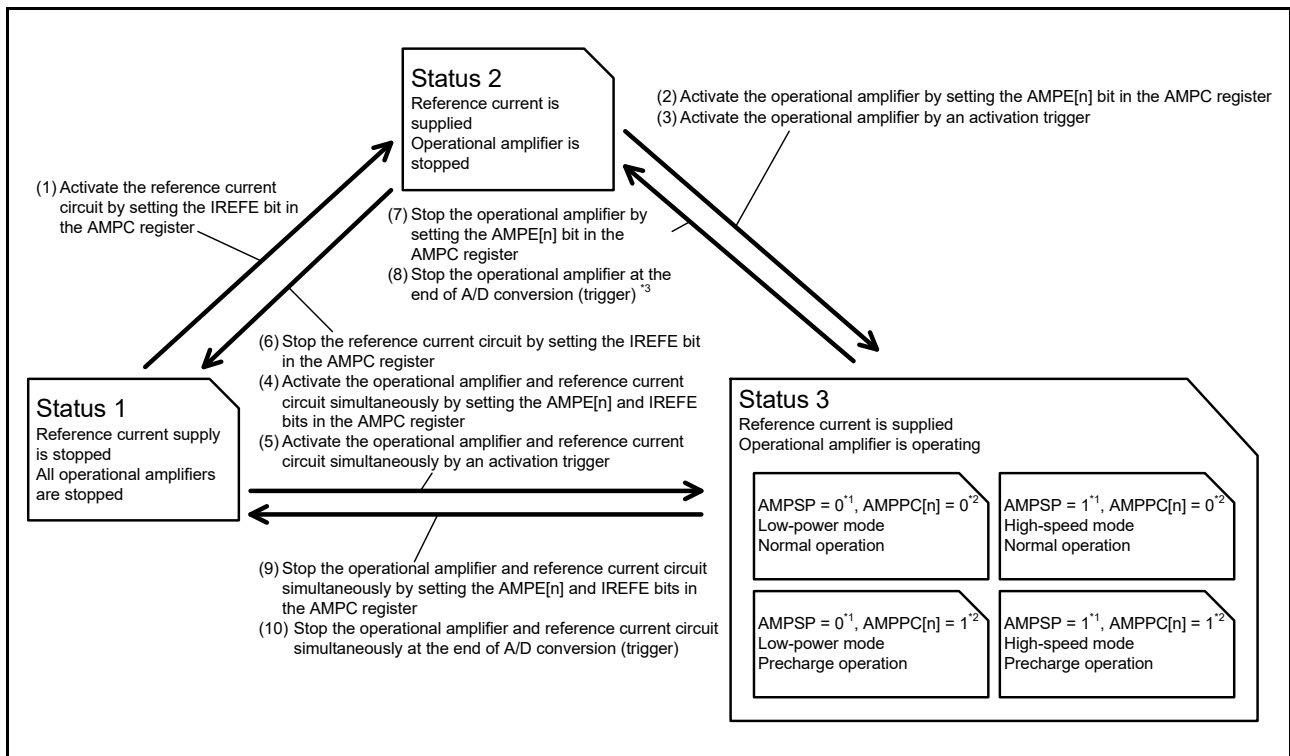 Status 2
Reference current is
supplied
Operational amplifier is
stopped
(2) Activate the operational amplifier by setting the AMPE[n] bit in the AMPC register
(3) Activate the operational amplifier by an activation trigger
(1) Activate the reference current
circuit by setting the IREFE bit in
the AMPC register
(7) Stop the operational amplifier by
setting the AMPE[n] bit in the
AMPC register
(8) Stop the operational amplifier at the
end of A/D conversion (trigger) *3
(6) Stop the reference current circuit by setting the IREFE bit
in the AMPC register
(4) Activate the operational amplifier and reference current
circuit simultaneously by setting the AMPE[n] and IREFE
bits in the AMPC register
(5) Activate the operational amplifier and reference current
circuit simultaneously by an activation trigger
Status 1
Reference current supply
is stopped
All operational amplifiers
are stopped
Status 3
Reference current is supplied
Operational amplifier is operating
AMPSP = 0*1, AMPPC[n] = 0*2
Low-power mode
Normal operation
AMPSP = 1*1, AMPPC[n] = 0*2
High-speed mode
Normal operation
AMPSP = 0*1, AMPPC[n] = 1*2
Low-power mode
Precharge operation
AMPSP = 1*1, AMPPC[n] = 1*2
High-speed mode
Precharge operation
(9) Stop the operational amplifier and reference current circuit
simultaneously by setting the AMPE[n] and IREFE bits in
the AMPC register
(10) Stop the operational amplifier and reference current circuit
simultaneously at the end of A/D conversion (trigger)